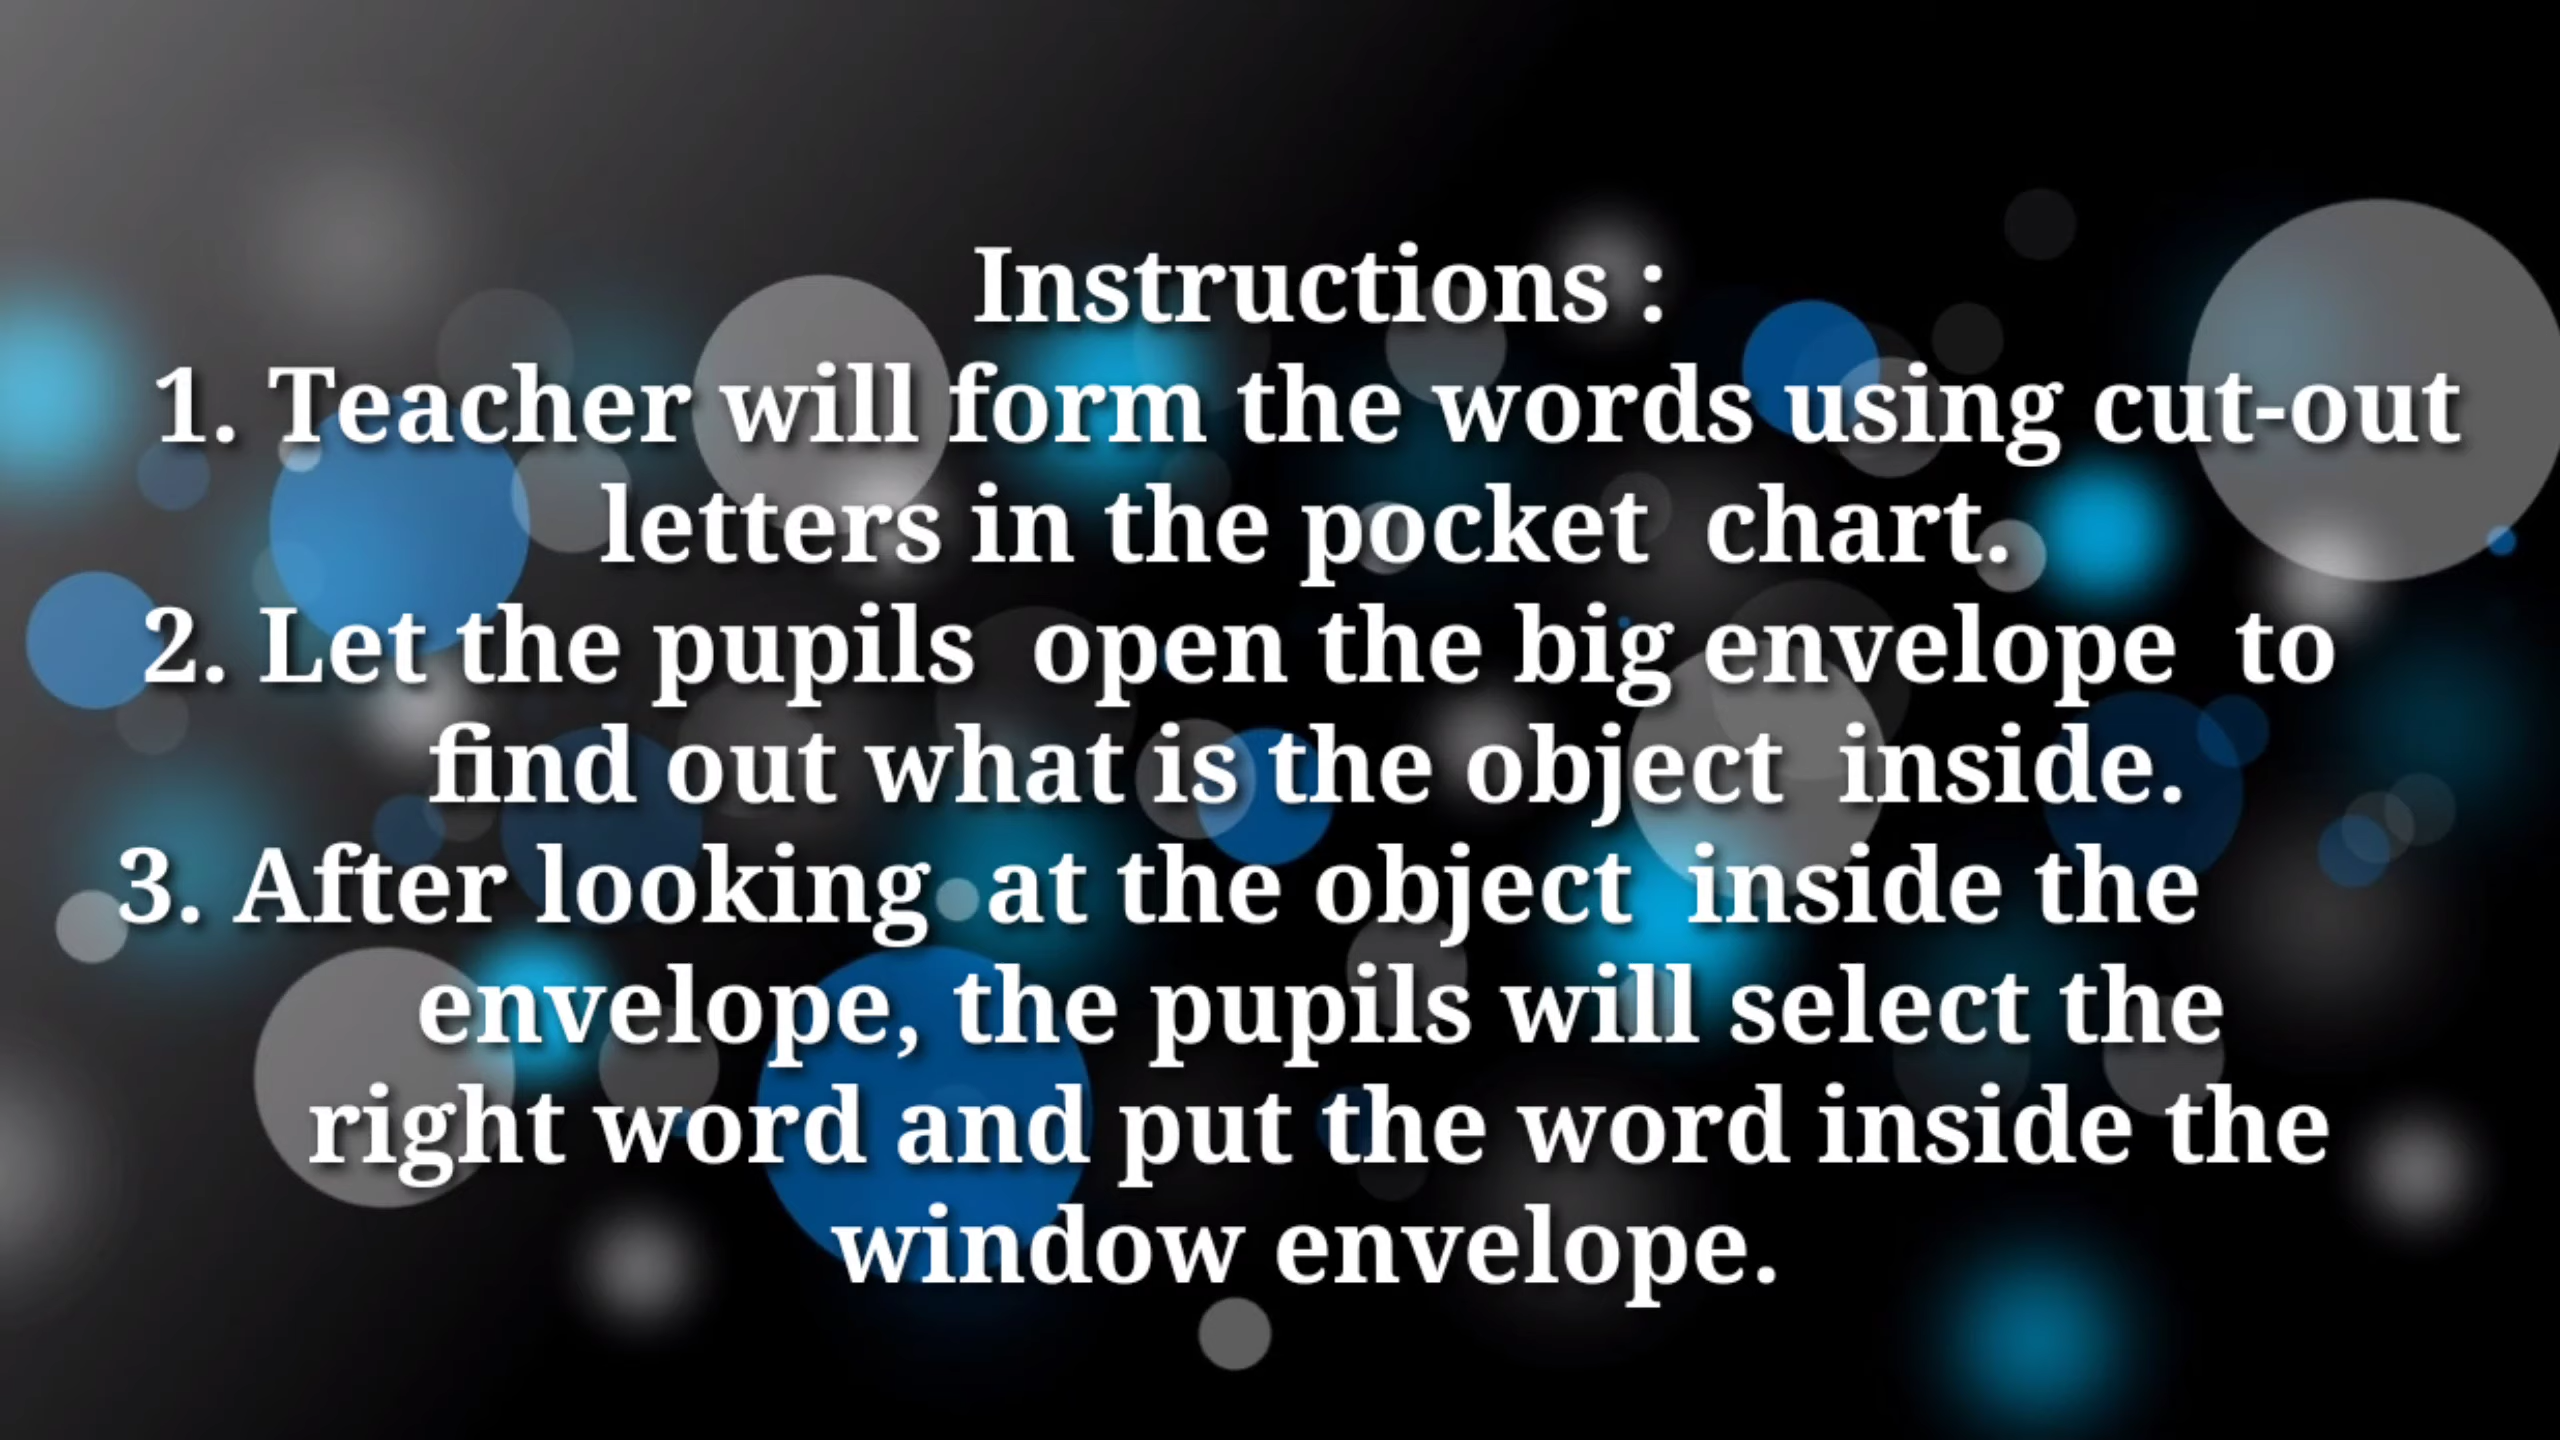 Instructions :
1. Teacher will form the words using cut-out
letters in the pocket  chart.
2. Let the pupils  open the big envelope  to
find out what is the object  inside.
3. After looking  at the object  inside the
envelope, the pupils will select the
right word and put the word inside the
window envelope.